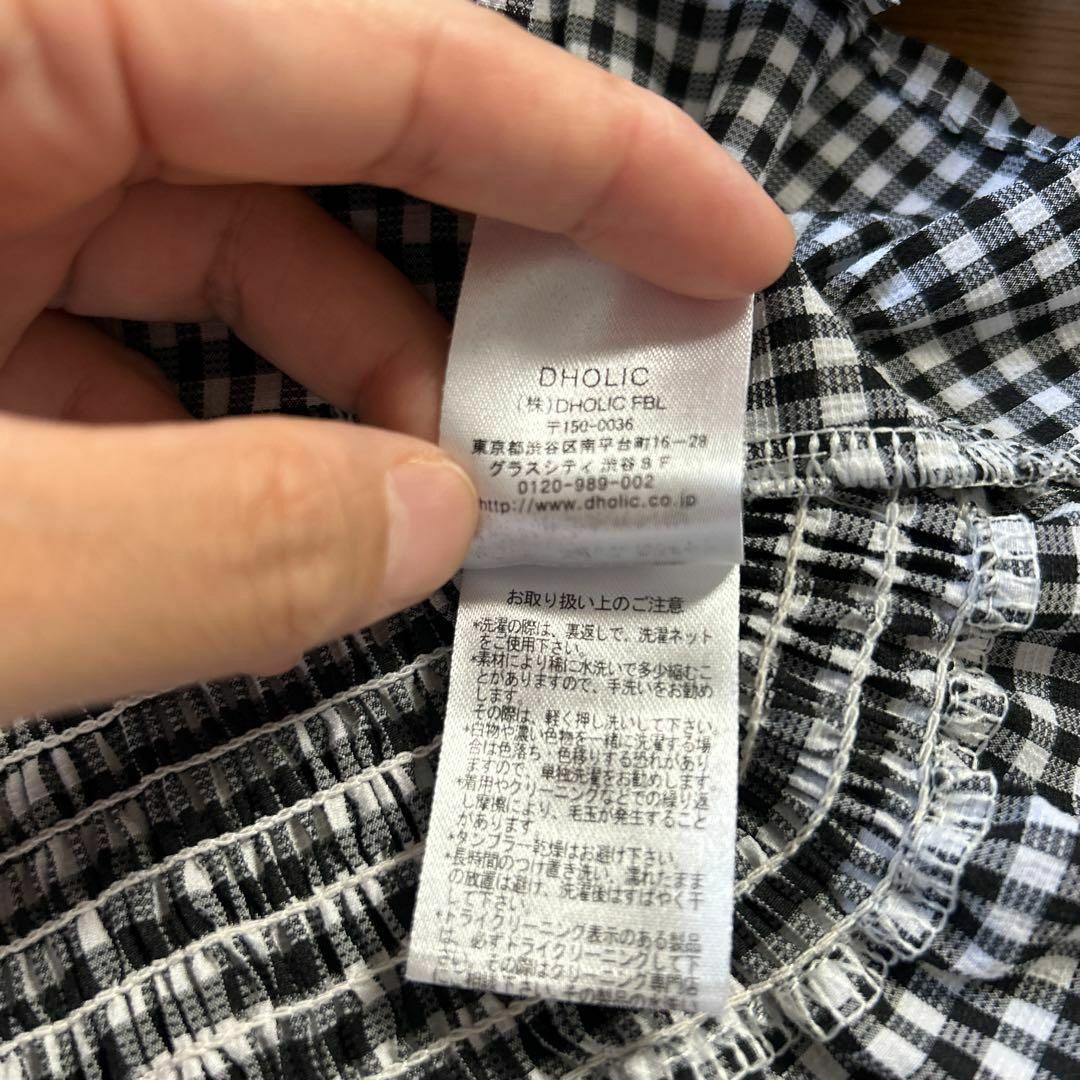 DHOLIC
(株)DHOLIC FBL
〒150-0036
東京都渋谷区南平台町16-28
グラスシティ渋谷8F
0120-989-002
http://www.dholic.co.jp
お取り扱い上のご注意
*洗濯の際は、裏返して、洗濯ネット
をご使用下さい。
*素材により稀に水洗いで多少縮むこ
とがありますので、手洗いをお勧め
します。
その際は、軽く押し洗いして下さい
*白物や濃い色物を一緒に洗濯する場
合は色落ち、色移りする恐れがあり
ますので、単独洗濯をお勧めします
*着用やクリーニングなどでの繰り返
し摩擦により、毛玉が発生すること
があります。
*タンブラー乾燥はお避け下さい。
*長時間のつけ置き洗い、濡れたまま
の放置は避け、洗濯後はすばやく干
して下さい。
*ドライクリーニング表示のある製品
は、必ずドライクリーニングして下
さい。その際はクリーニング専門店
に相談下さい。その製品のお洗い